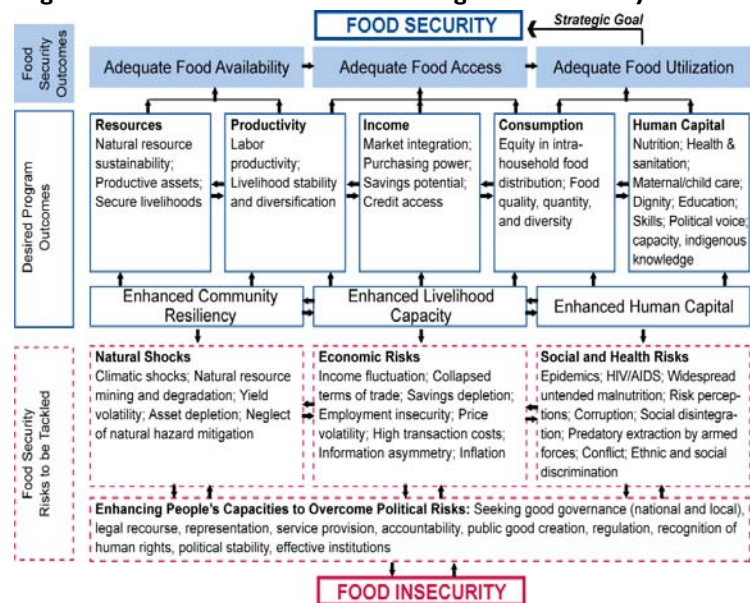 FOOD SECURITY
Strategic Goal
Food
Security
Outcomes
Adequate Food Availability
Adequate Food Access
Adequate Food Utilization
Desired Program
Outcomes
Resources
Natural resource
sustainability;
Productive assets;
Secure livelihoods
Productivity
Labor
productivity;
Livelihood stability
and diversification
Income
Market integration;
Purchasing power;
Savings potential;
Credit access
Consumption
Equity in intra-
household food
distribution; Food
quality, quantity,
and diversity
Human Capital
Nutrition; Health &
sanitation;
Maternal/child care;
Dignity; Education;
Skills; Political voice;
capacity, indigenous
knowledge
Enhanced Community
Resiliency
Enhanced Livelihood
Capacity
Enhanced Human Capital
Food Security
Risks to be Tackled
Natural Shocks
Climatic shocks; Natural resource
mining and degradation; Yield
volatility; Asset depletion; Neglect
of natural hazard mitigation
Economic Risks
Income fluctuation; Collapsed
terms of trade; Savings depletion;
Employment insecurity; Price
volatility; High transaction costs;
Information asymmetry; Inflation
Social and Health Risks
Epidemics; HIV/AIDS; Widespread
untended malnutrition; Risk percep-
tions; Corruption; Social disintegra-
tion; Predatory extraction by armed
forces; Conflict; Ethnic and social
discrimination
Enhancing People's Capacities to Overcome Political Risks: Seeking good governance (national and local),
legal recourse, representation, service provision, accountability, public good creation, regulation, recognition of
human rights, political stability, effective institutions
FOOD INSECURITY